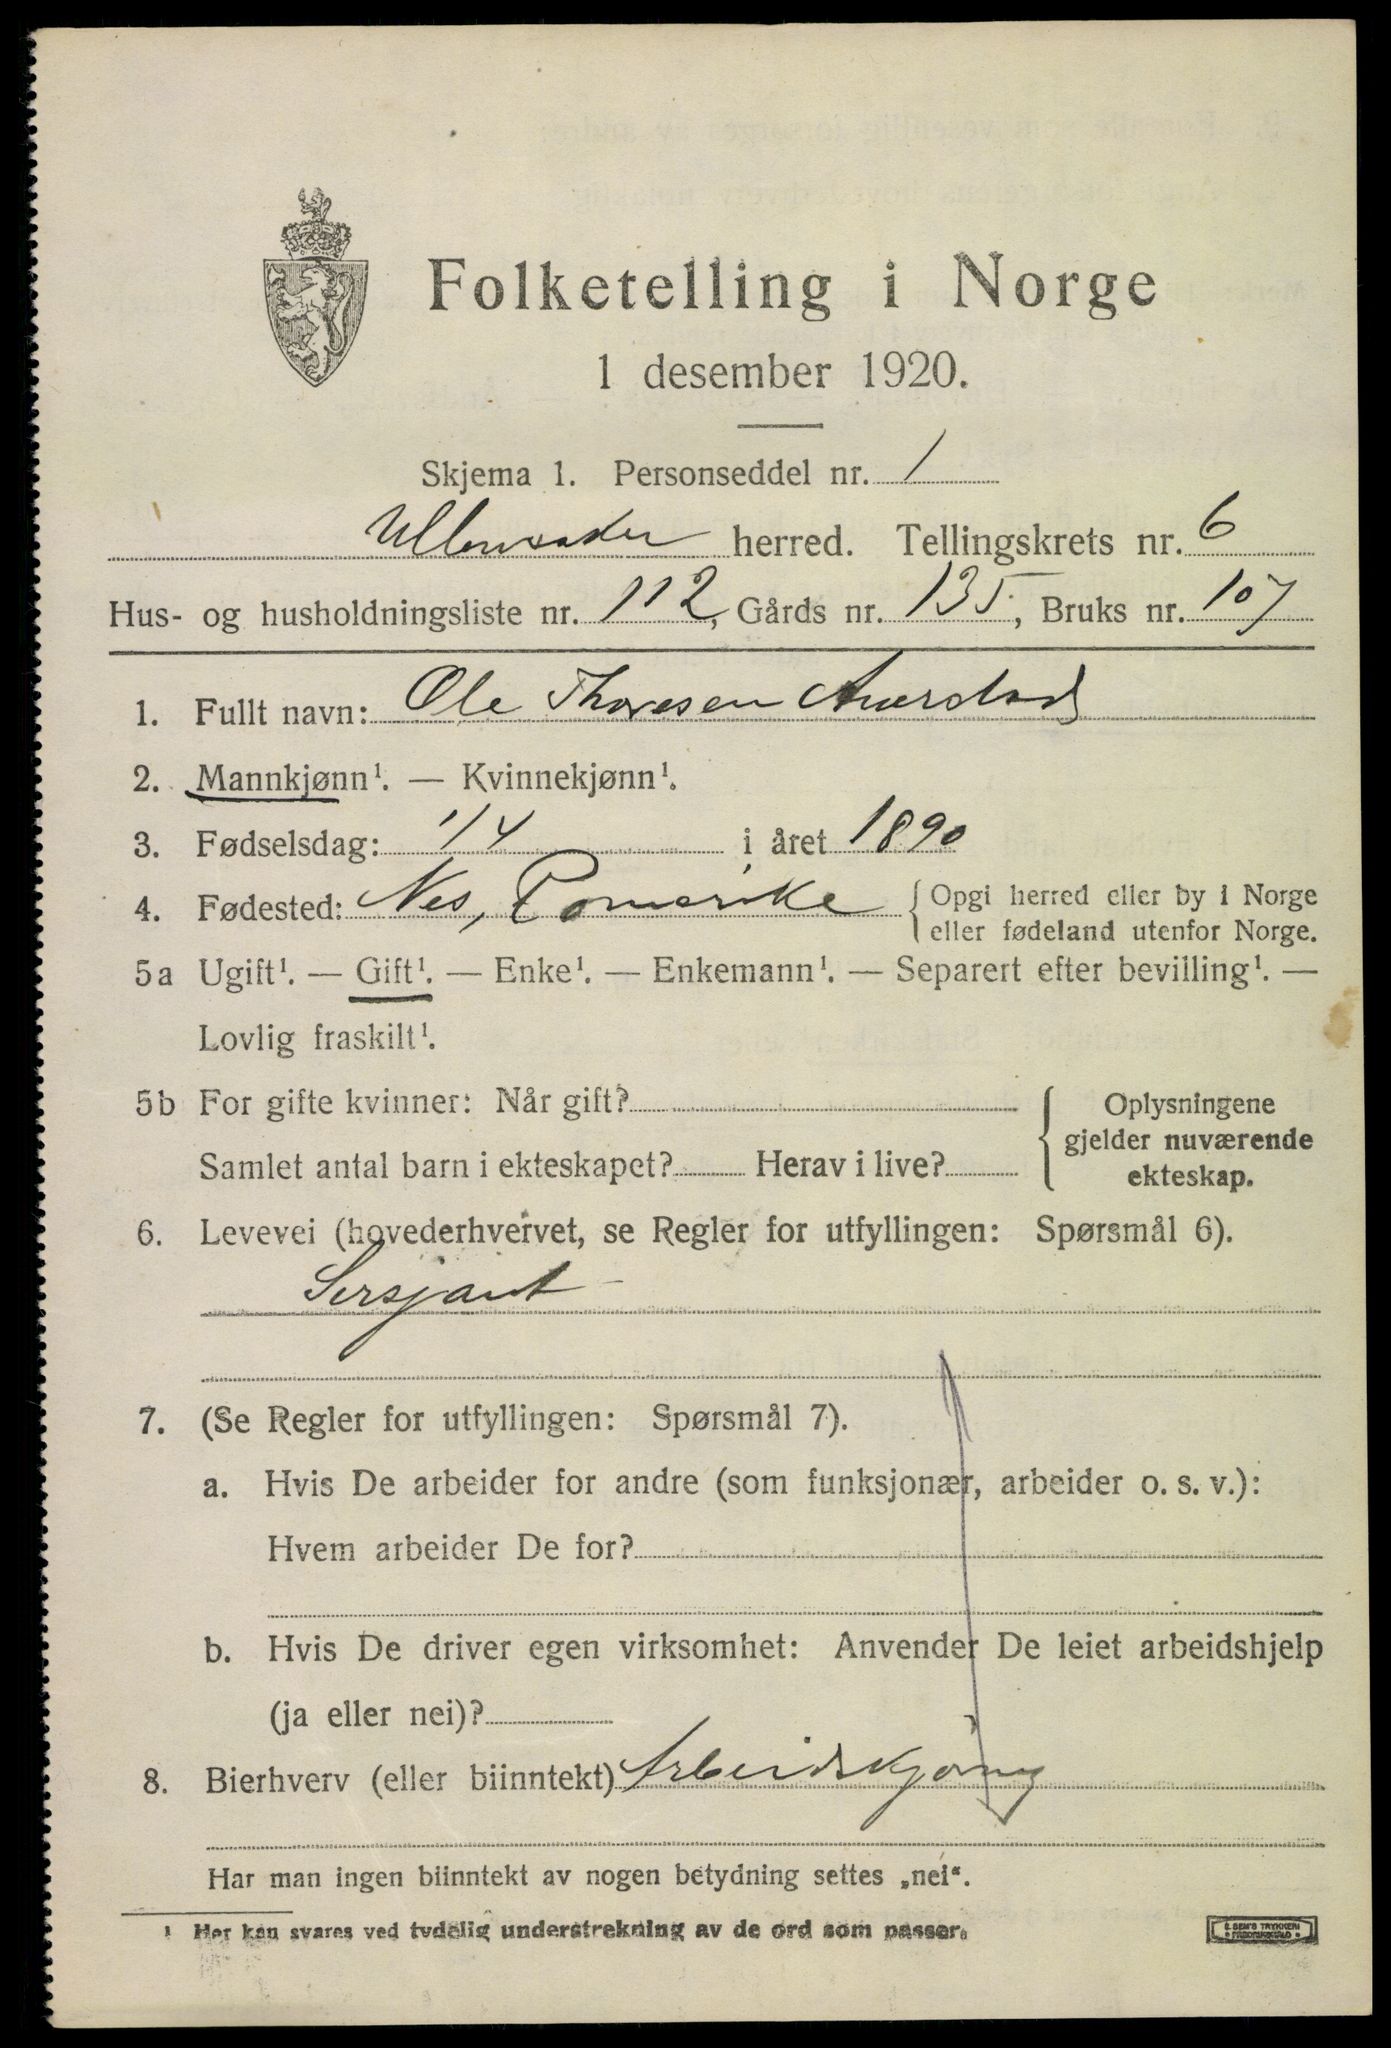 Folketelling i Norge
1 desember 1920.
Skjema 1. Personseddel nr. 1
Ullensaker herred. Tellingskrets nr. 6
Hus- og husholdningsliste nr. 112, Gårds nr. 135, Bruks nr. 107
1. Fullt navn: Ole Thoresen
2. Mannkjønn¹. — Kvinnekjønn¹.
3. Fødselsdag: 1/4 i året 1890
4. Fødested: Nes, Romerike { Opgi herred eller by i Norge
eller fødeland utenfor Norge.
5a Ugift¹. — Gift¹. — Enke¹. — Enkemann¹. — Separert efter bevilling¹. —
Lovlig fraskilt¹.
5b For gifte kvinner: Når gift?
Samlet antal barn i ekteskapet? Herav i live?
{ Oplysningene
gjelder nuværende
ekteskap.
6. Levevei (hovederhvervet, se Regler for utfyllingen: Spørsmål 6).
Sersjant
7. (Se Regler for utfyllingen: Spørsmål 7).
a. Hvis De arbeider for andre (som funksjonær, arbeider o. s. v.):
Hvem arbeider De for?
b. Hvis De driver egen virksomhet: Anvender De leiet arbeidshjelp
(ja eller nei)?
8. Bierhverv (eller biinntekt) Arbeidskjöring
Har man ingen biinntekt av nogen betydning settes „nei“.
¹ Her kan svares ved tydelig understrekning av de ord som passer.
E. SEM'S TRYKKERI
FREDRIKSHALD